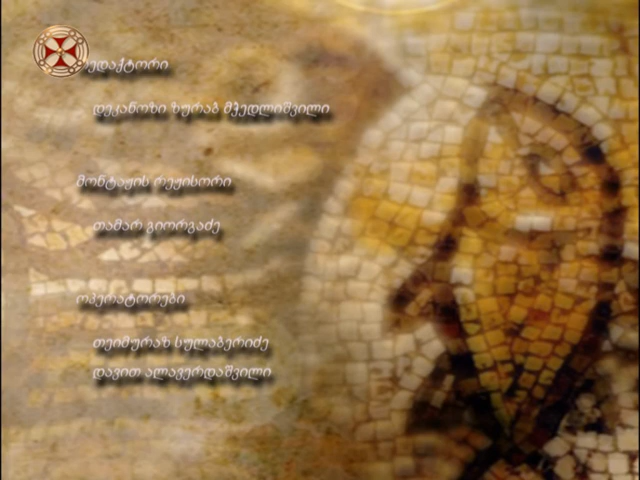 რედაქტორი
დეკანოზი ზურაბ მჭედლიშვილი
მონტაჟის რეჟისორი
თამარ გიორგაძე
ოპერატორები
თეიმურაზ სულაბერიძე
დავით ალავერდაშვილი